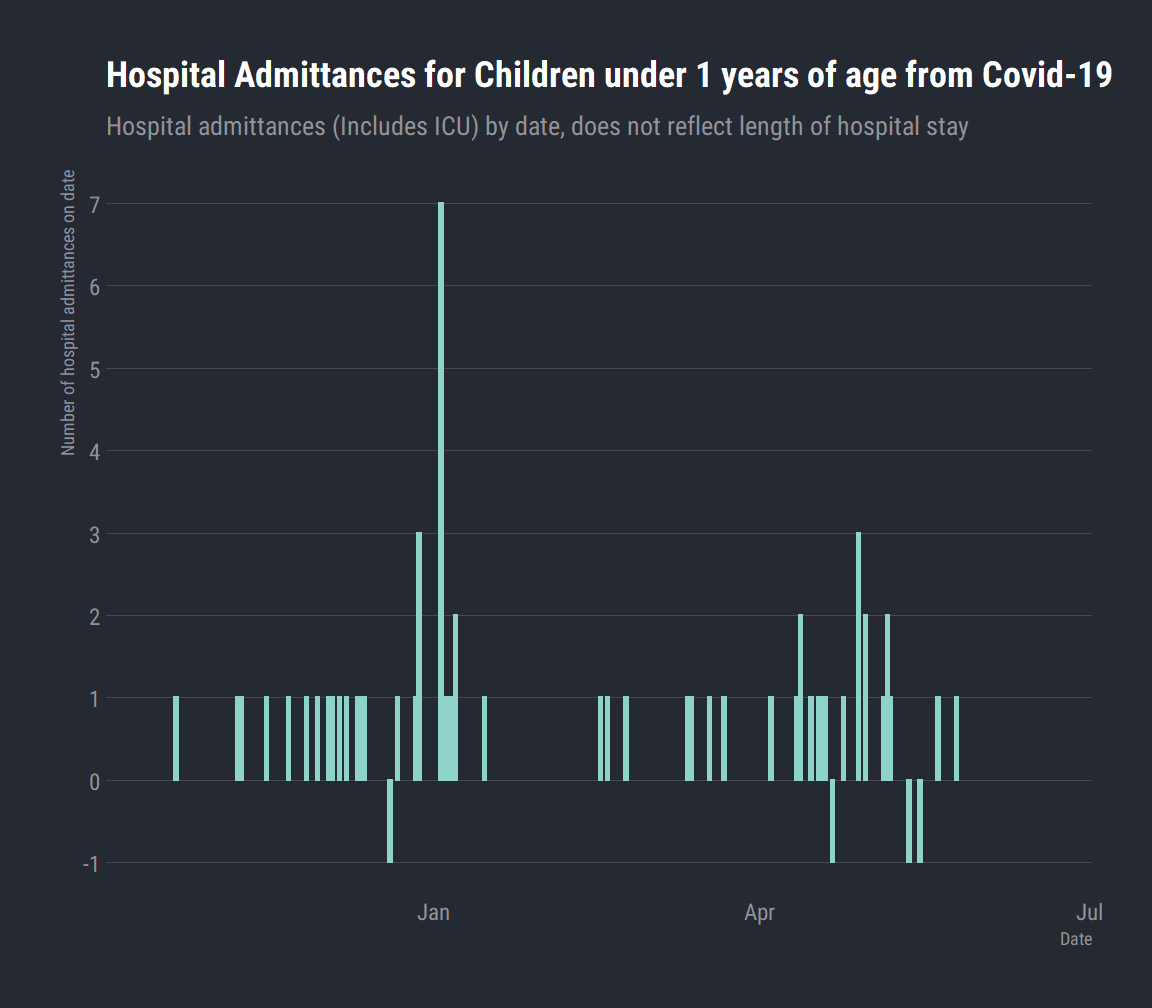 Hospital Admittances for Children under 1 years of age from Covid-19
Hospital admittances (Includes ICU) by date, does not reflect length of hospital stay
Number of hospital admittances on date
7
6
5
4
3
2
1
0
-1
Jan
Apr
Jul
Date